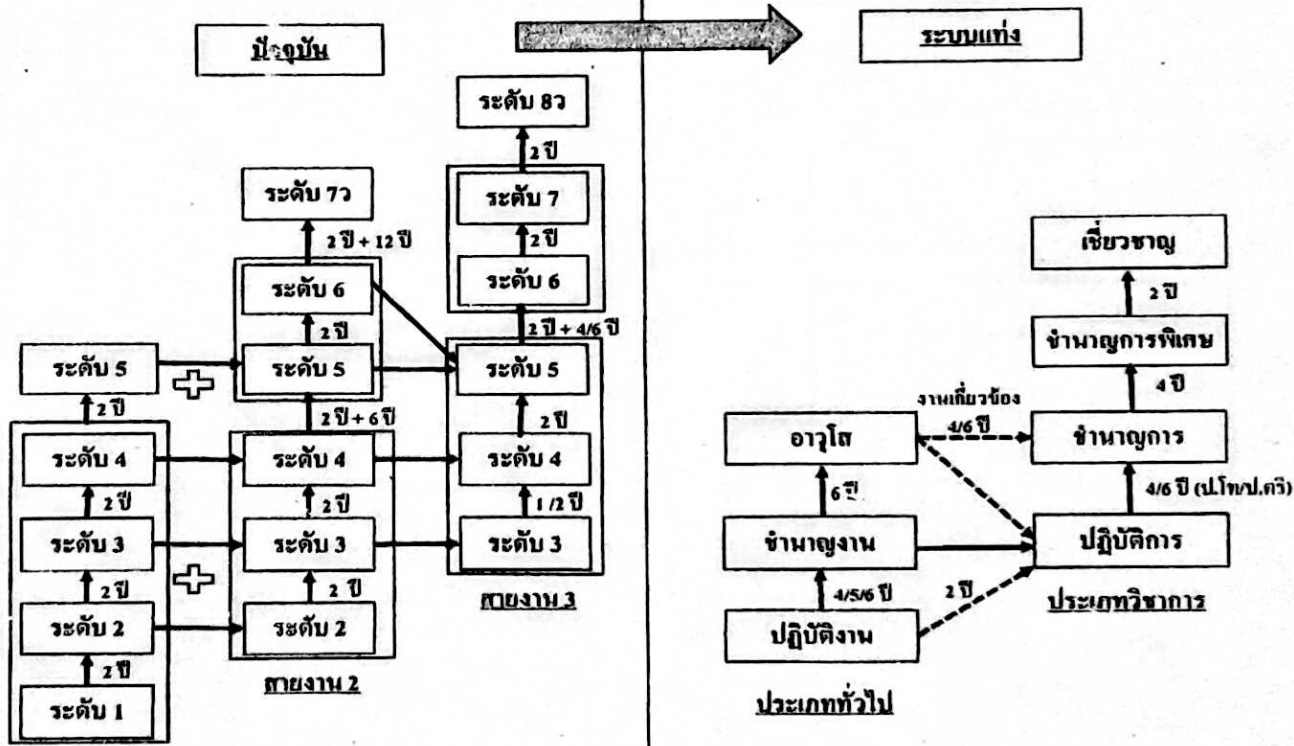 ปัจจุบัน
ระดับ 8ว
2 ปี
ระดับ 7
2 ปี
ระดับ 6
2 ปี + 4/6 ปี
ระดับ 5
2 ปี
ระดับ 4
1 /2 ปี
ระดับ 3
สายงาน 3
ระดับ 7ว
2 ปี + 12 ปี
ระดับ 6
2 ปี
ระดับ 5
2 ปี + 6 ปี
ระดับ 4
2 ปี
ระดับ 3
2 ปี
ระดับ 2
สายงาน 2
ระดับ 5
2 ปี
ระดับ 4
2 ปี
ระดับ 3
2 ปี
ระดับ 2
2 ปี
ระดับ 1
ระบบแท่ง
เชี่ยวชาญ
2 ปี
ชำนาญการพิเศษ
4 ปี
ชำนาญการ
4/6 ปี (ป.โท/ป.ตรี)
ปฏิบัติการ
ประเภทวิชาการ
งานเกี่ยวข้อง
4/6 ปี
อาวุโส
6 ปี
ชำนาญงาน
4/5/6 ปี
2 ปี
ปฏิบัติงาน
ประเภททั่วไป